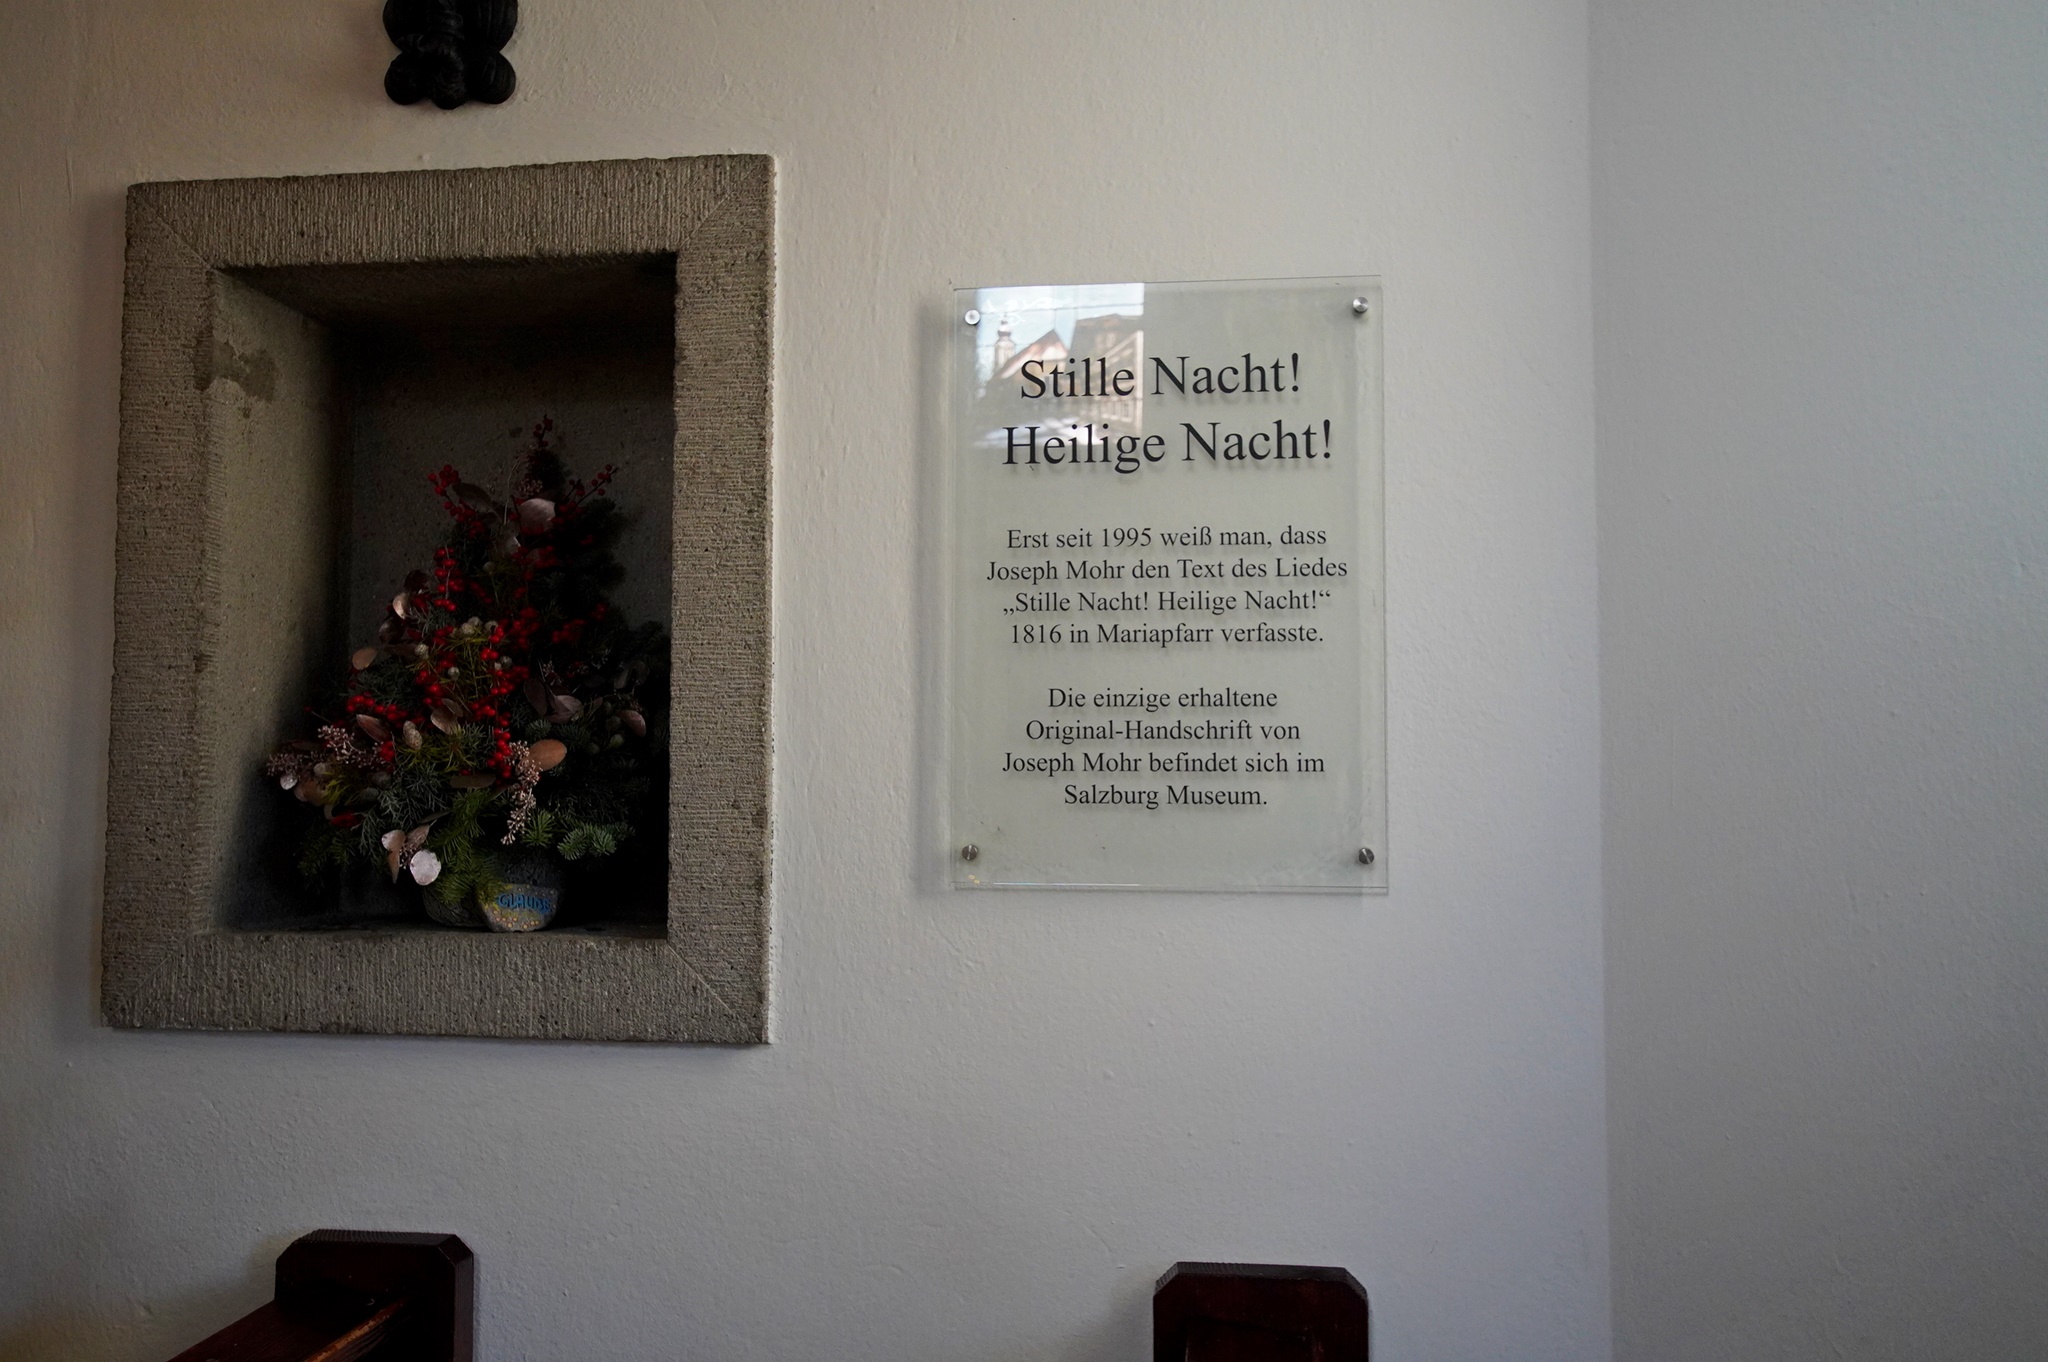 Stille Nacht!
Heilige Nacht!
Erst seit 1995 weiß man, dass
Joseph Mohr den Text des Liedes
„Stille Nacht! Heilige Nacht!“
1816 in Mariapfarr verfasste.
Die einzige erhaltene
Original-Handschrift von
Joseph Mohr befindet sich im
Salzburg Museum.